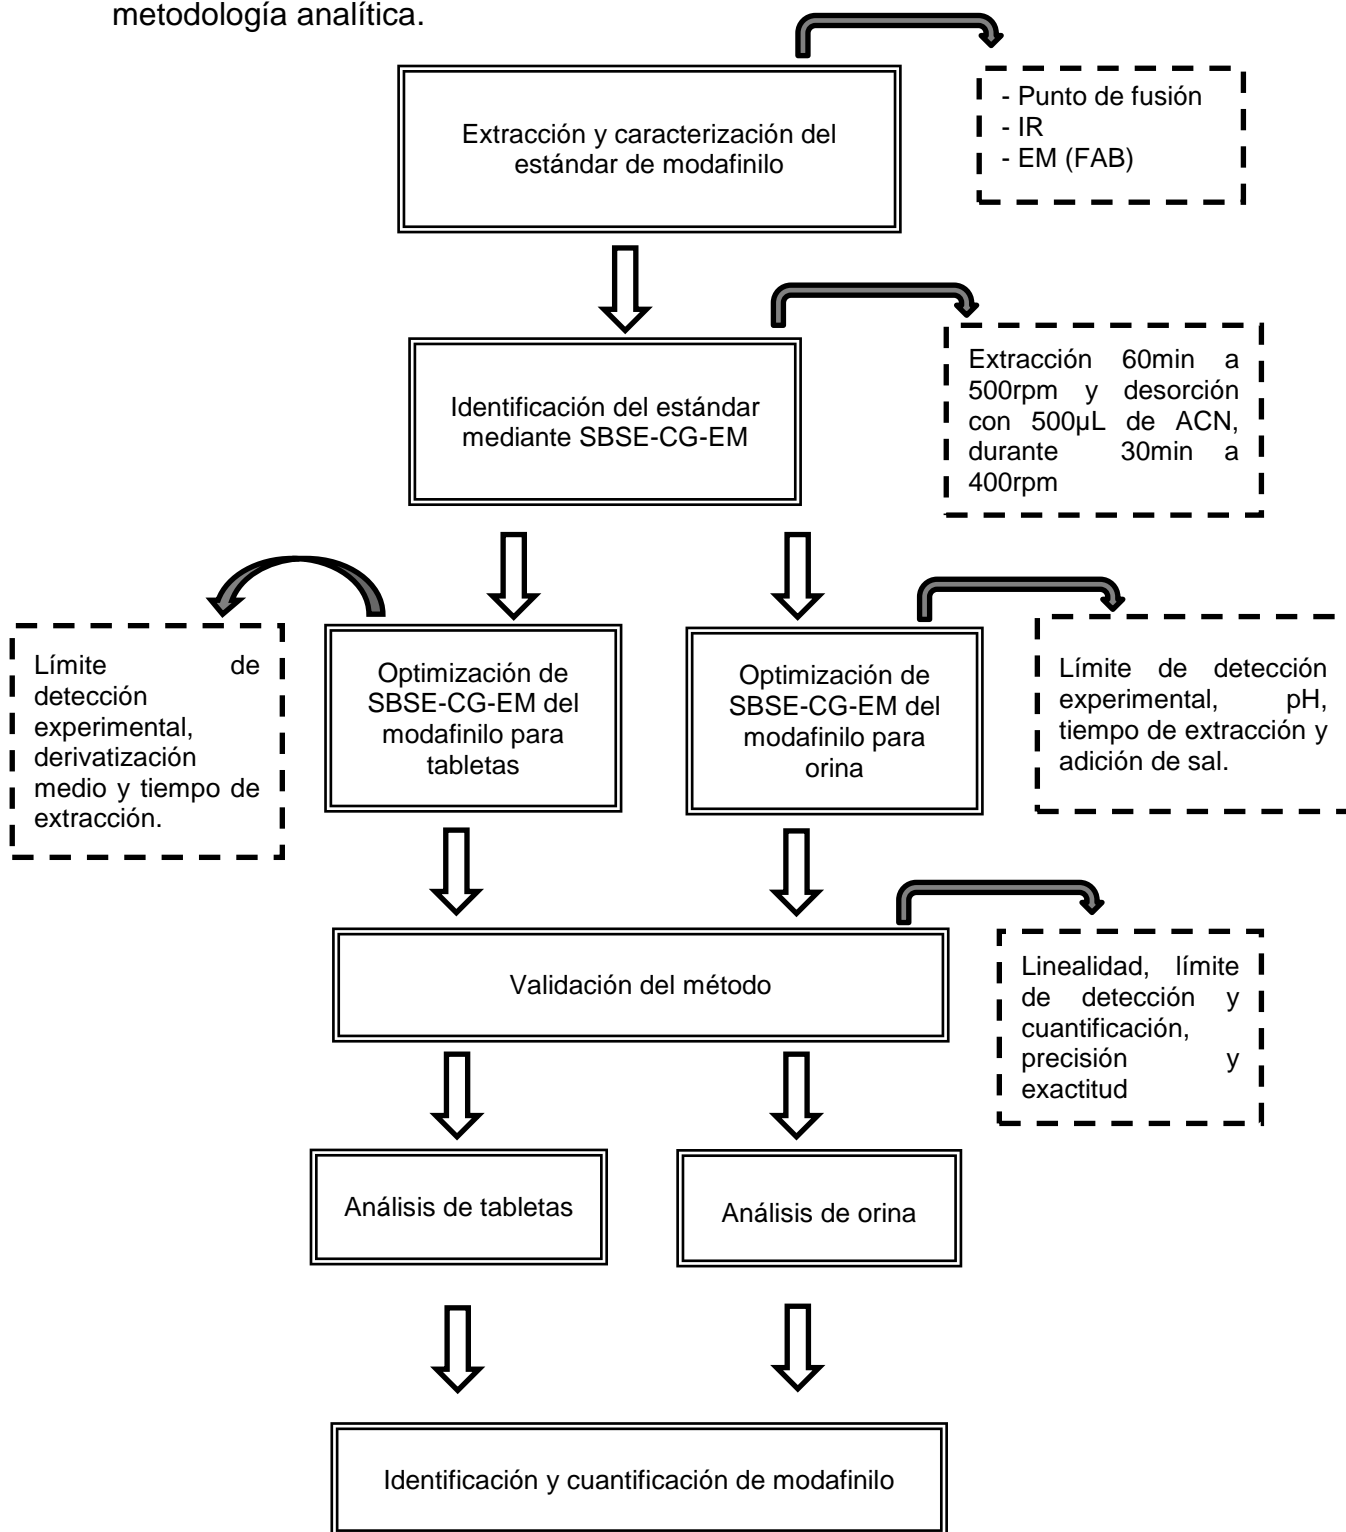 metodología analítica.
Extracción y caracterización del
estándar de modafinilo
- Punto de fusión
- IR
- EM (FAB)
Identificación del estándar
mediante SBSE-CG-EM
Extracción 60min a
500rpm y desorción
con 500µL de ACN,
durante 30min a
400rpm
Límite de
detección
experimental,
derivatización
medio y tiempo de
extracción.
Optimización de
SBSE-CG-EM del
modafinilo para
tabletas
Optimización de
SBSE-CG-EM del
modafinilo para
orina
Límite de detección
experimental, pH,
tiempo de extracción y
adición de sal.
Validación del método
Linealidad, límite
de detección y
cuantificación,
precisión y
exactitud
Análisis de tabletas
Análisis de orina
Identificación y cuantificación de modafinilo